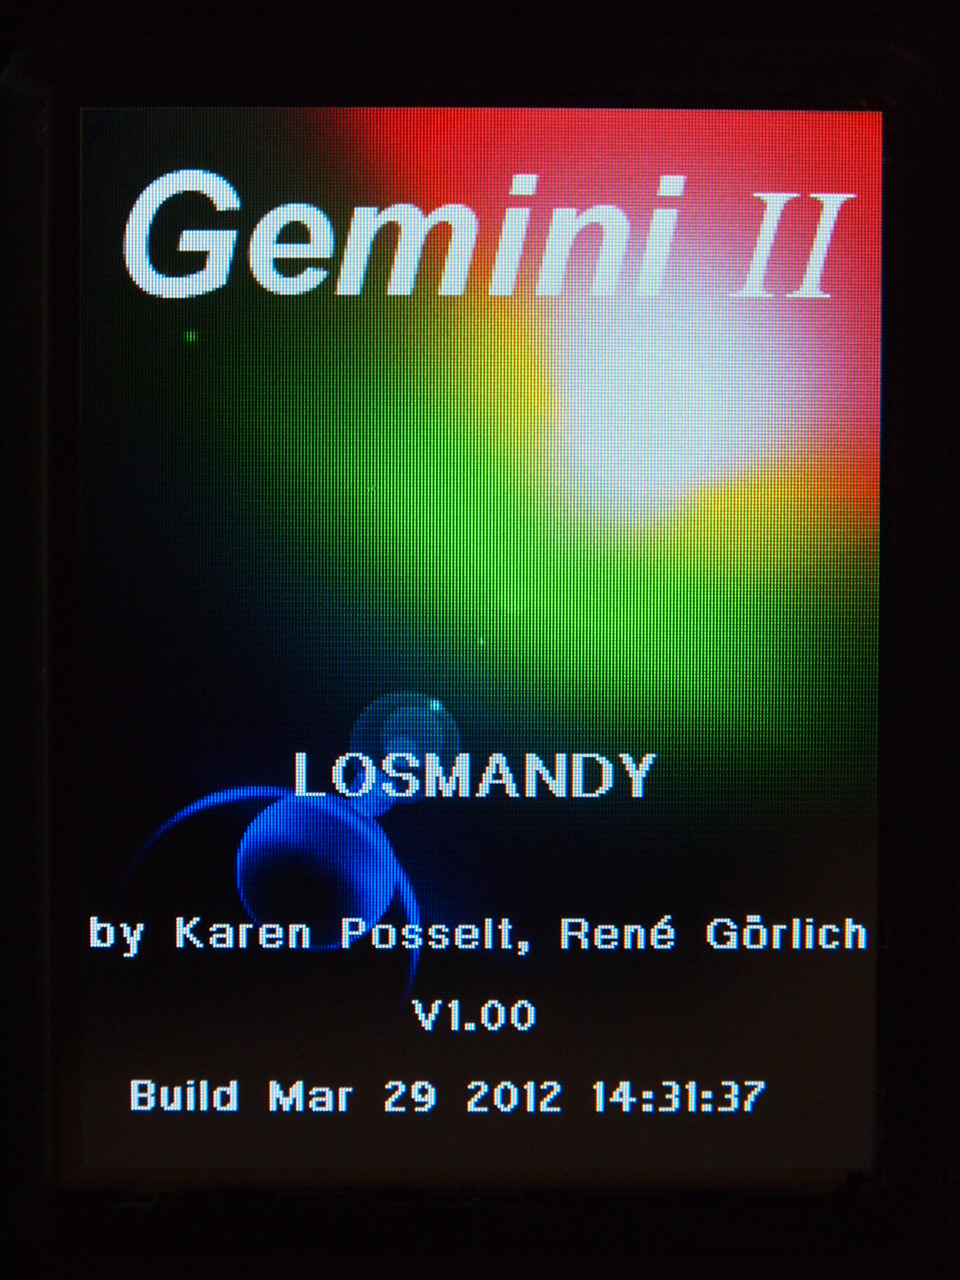 Gemini II
LOSMANDY
by Karen Posselt, René Görlich
V1.00
Build Mar 29 2012 14:31:37